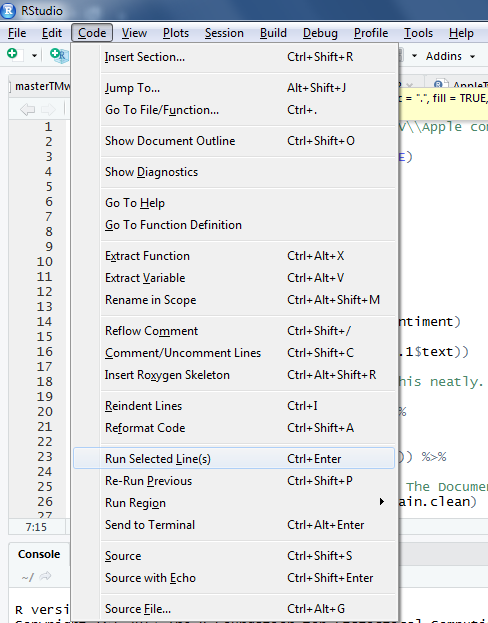 RStudio
File Edit Code View Plots Session Build Debug Profile Tools Help
Addins
Insert Section... Ctrl+Shift+R
Jump To... Alt+Shift+J
masterTMw
AppleT
Go To File/Function... Ctrl+.
= ".", fill = TRUE,
1
V\\Apple com
2
Show Document Outline Ctrl+Shift+O
3
E)
4
Show Diagnostics
5
6
Go To Help
7
Go To Function Definition
8
9
Extract Function Ctrl+Alt+X
10
Extract Variable Ctrl+Alt+V
11
Rename in Scope Ctrl+Alt+Shift+M
12
13
Reflow Comment Ctrl+Shift+/
14
ntiment)
15
Comment/Uncomment Lines Ctrl+Shift+C
16
.1$text))
17
Insert Roxygen Skeleton Ctrl+Alt+Shift+R
18
his neatly.
19
Reindent Lines Ctrl+I
20
%
21
Reformat Code Ctrl+Shift+A
22
23
Run Selected Line(s) Ctrl+Enter
)) %>%
24
Re-Run Previous Ctrl+Shift+P
25
The Docum
26
Run Region
ain.clean)
27
7:15
Send to Terminal Ctrl+Alt+Enter
Console
Source Ctrl+Shift+S
~/
Source with Echo Ctrl+Shift+Enter
R versi
Source File... Ctrl+Alt+G